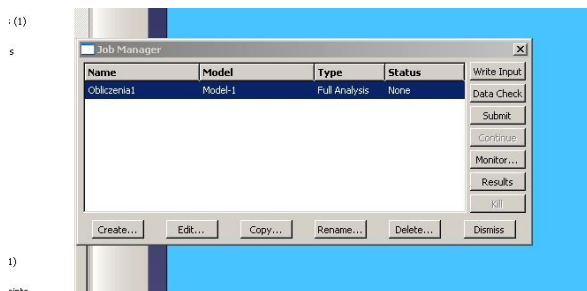 (1)
s
Job Manager
Name Model Type Status
Obliczenia1 Model-1 Full Analysis None
Write Input
Data Check
Submit
Continue
Monitor...
Results
Kill
Create... Edit... Copy... Rename... Delete... Dismiss
1)